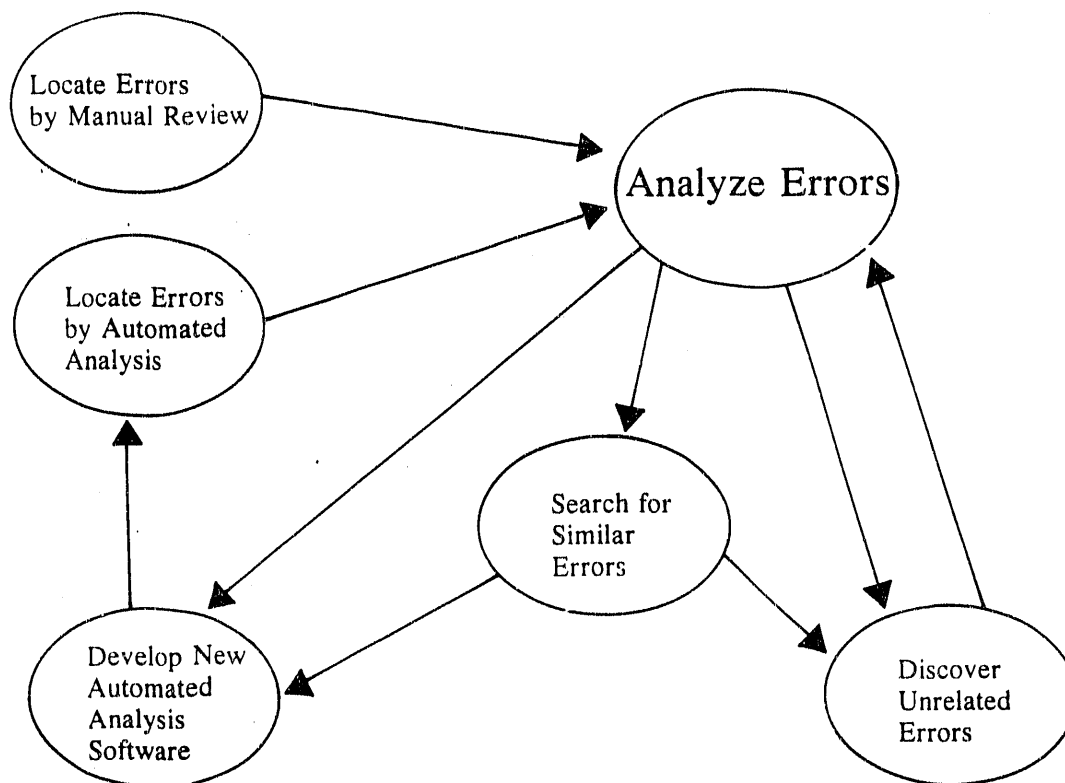 Locate Errors
by Manual Review
Analyze Errors
Locate Errors
by Automated
Analysis
Search for
Similar
Errors
Develop New
Automated
Analysis
Software
Discover
Unrelated
Errors